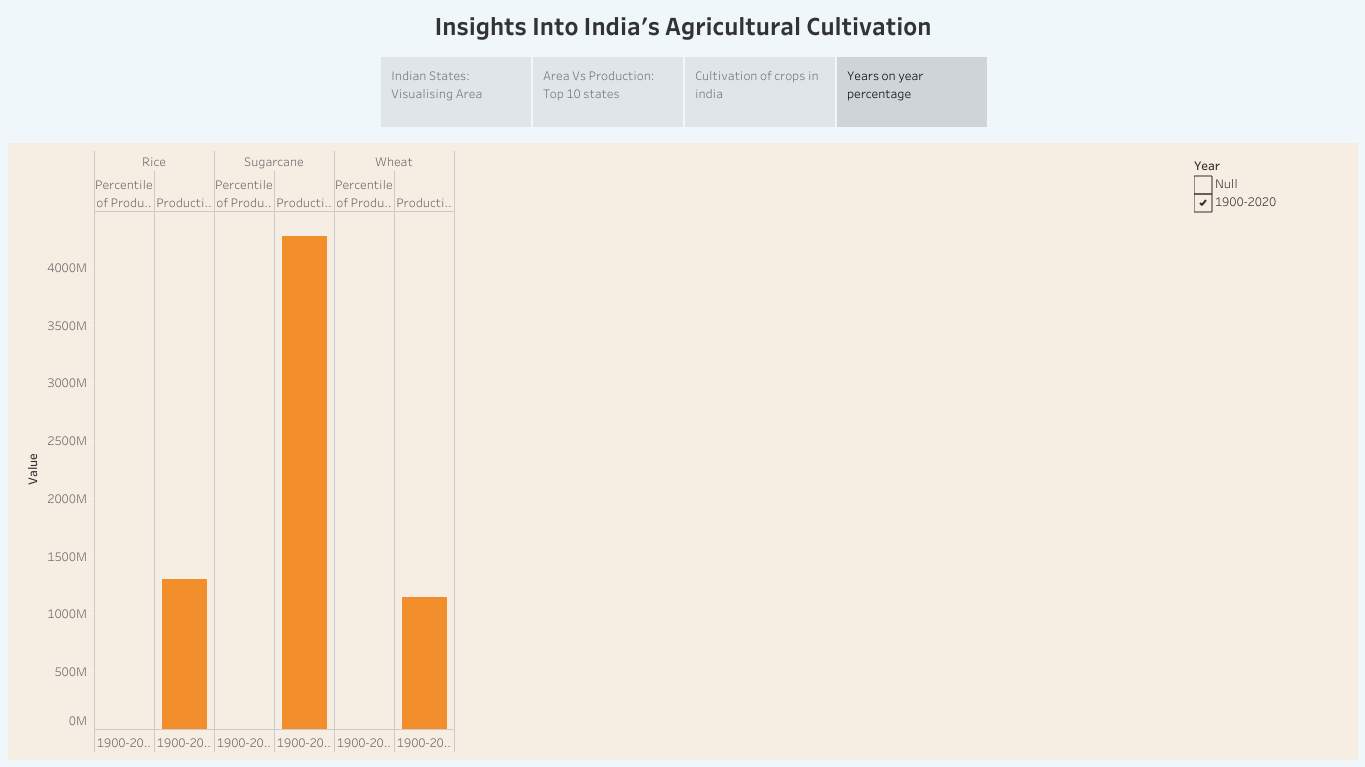 Insights Into India’s Agricultural Cultivation
Indian States:
Visualising Area
Area Vs Production:
Top 10 states
Cultivation of crops in
india
Years on year
percentage
Rice
Sugarcane
Wheat
Percentile
of Produ..
Producti..
Percentile
of Produ..
Producti..
Percentile
of Produ..
Producti..
4000M
3500M
3000M
2500M
2000M
1500M
1000M
500M
0M
Value
1900-20..
1900-20..
1900-20..
1900-20..
1900-20..
1900-20..
Year
Null
1900-2020